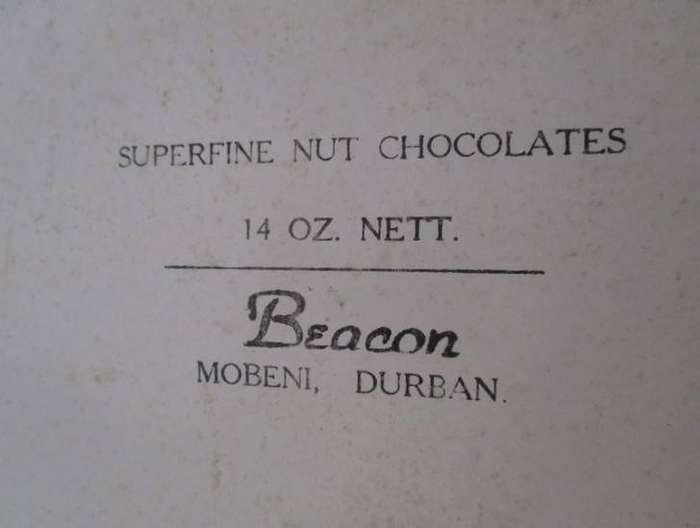 SUPERFINE NUT CHOCOLATES
14 OZ. NETT.
Beacon
MOBENI, DURBAN.